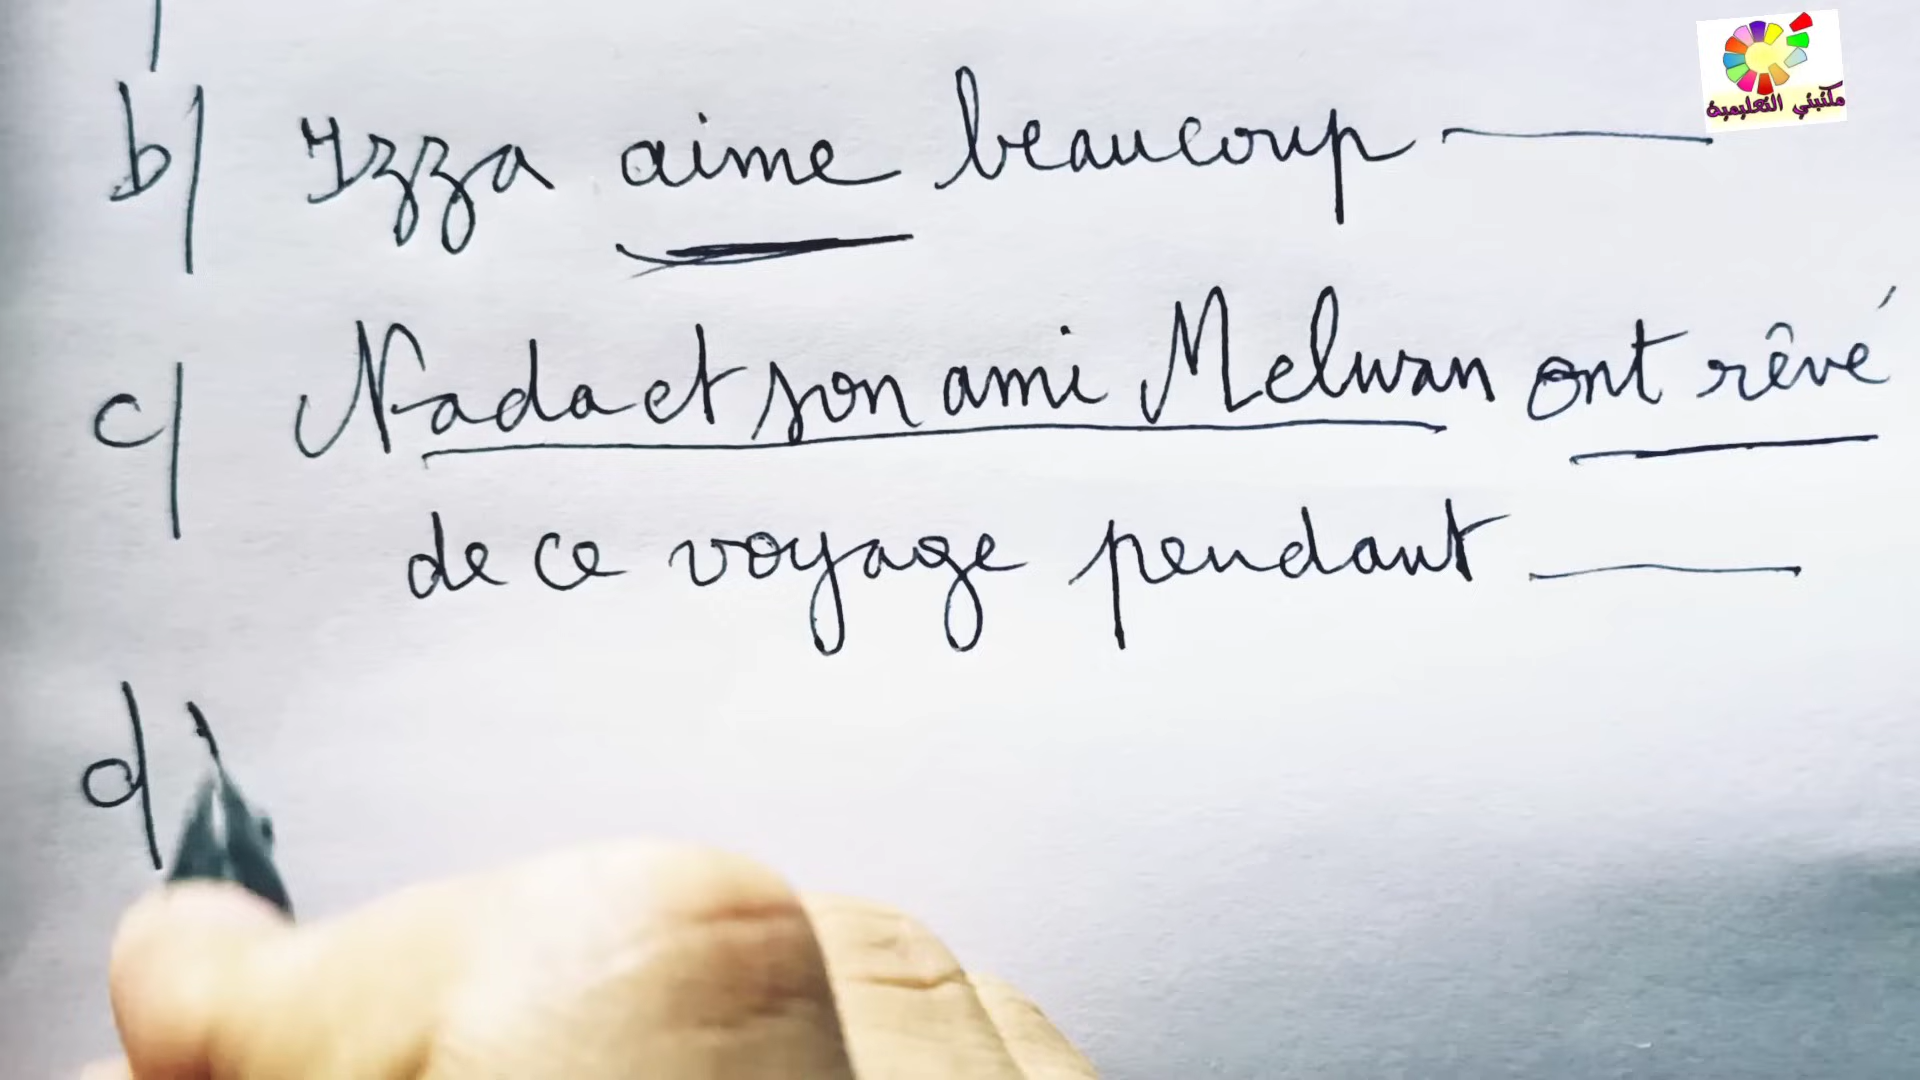 مكتبتي التعليمية
b) Izza aime beaucoup
c) Nada et son ami Melwan ont rêvé
de ce voyage pendant
d)